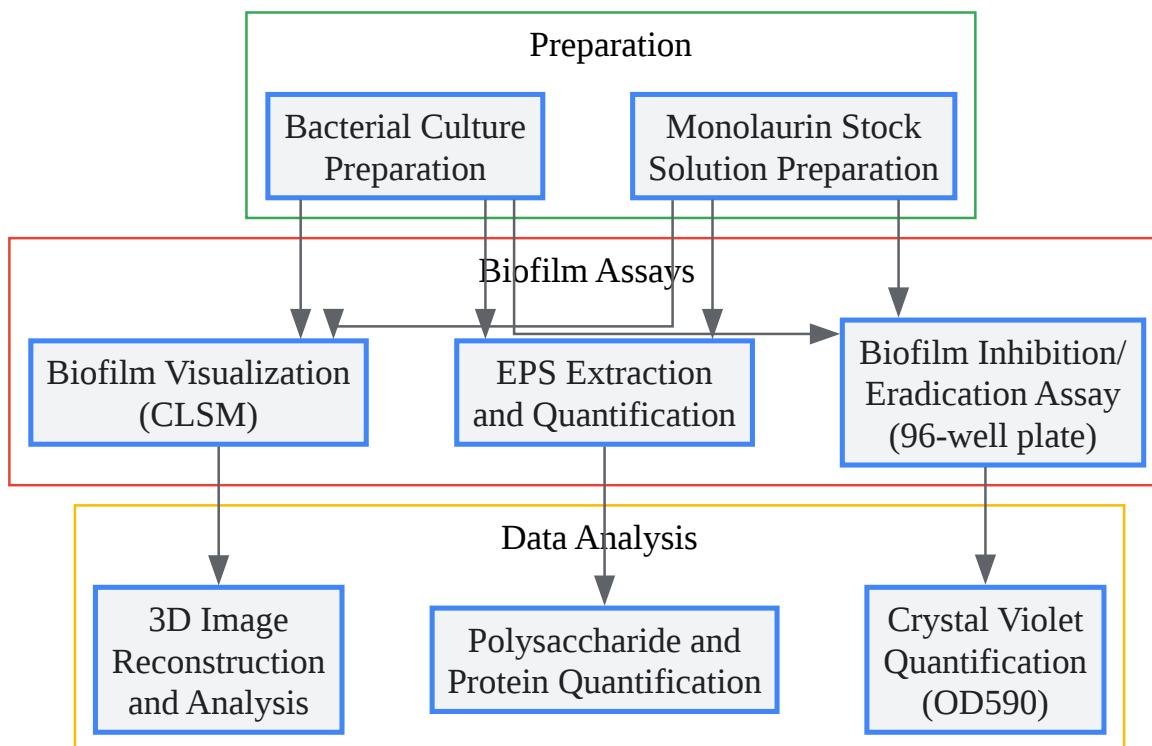 Preparation
Bacterial Culture
Preparation
Monolaurin Stock
Solution Preparation
Biofilm Assays
Biofilm Visualization
(CLSM)
EPS Extraction
and Quantification
Biofilm Inhibition/
Eradication Assay
(96-well plate)
Data Analysis
3D Image
Reconstruction
and Analysis
Polysaccharide and
Protein Quantification
Crystal Violet
Quantification
(OD590)